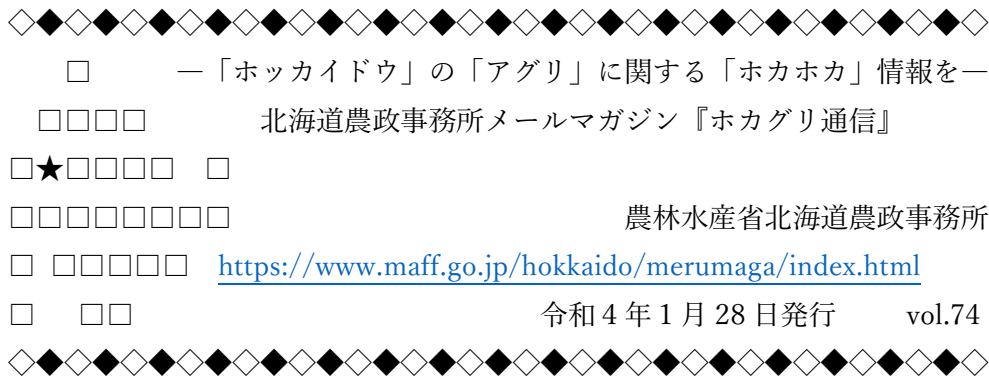 ◇◆◇◆◇◆◇◆◇◆◇◆◇◆◇◆◇◆◇◆◇◆◇◆◇◆◇◆◇◆◇◆◇◆◇
□ ―「ホッカイドウ」の「アグリ」に関する「ホカホカ」情報を―
□□□□ 北海道農政事務所メールマガジン『ホカグリ通信』
□★□□□□ □
□□□□□□□□ 農林水産省北海道農政事務所
□ □□□□□ https://www.maff.go.jp/hokkaido/merumaga/index.html
□ □□ 令和4年1月28日発行 vol.74
◇◆◇◆◇◆◇◆◇◆◇◆◇◆◇◆◇◆◇◆◇◆◇◆◇◆◇◆◇◆◇◆◇◆◇